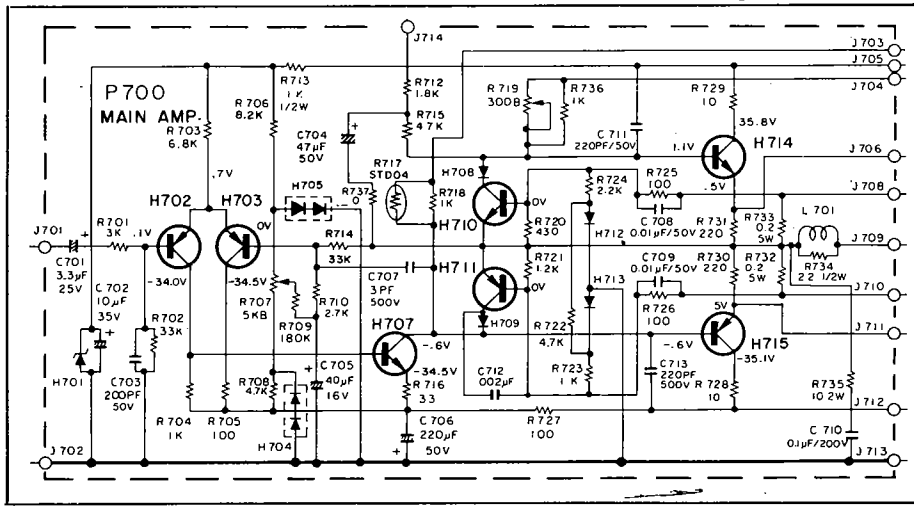 P700
MAIN AMP.
J714
J703
J705
J704
J706
J708
J709
J710
J711
J712
J713
J701
J702
R713
1K
1/2W
R706
8.2K
R703
6.8K
C704
47μF
50V
R712
1.8K
R715
4.7K
R719
300B
R736
1K
R729
10
35.8V
C711
220PF/50V
1.1V
H714
.7V
H702
H703
H705
R717
STD04
R737
0
R718
1K
H708
H710
R724
2.2K
R725
100
.5V
C708
0.01μF/50V
R731
220
R733
0.2
5W
L701
R701
3K
.1V
0V
R714
33K
0V
R720
430
H712
C701
3.3μF
25V
C702
10μF
35V
-34.0V
-34.5V
R707
5KB
R709
180K
R710
2.7K
C707
3PF
500V
H711
R721
1.2K
0V
H713
C709
0.01μF/50V
R726
100
R730
220
R732
0.2
5W
R734
22 1/2W
R702
33K
H701
C703
200PF
50V
R704
1K
R705
100
R708
4.7K
H704
C705
40μF
16V
H707
-.6V
-34.5V
R716
33
C706
220μF
50V
H709
C712
.002μF
R722
4.7K
R723
1K
R727
100
C713
220PF
500V
-.6V
5V
H715
-35.1V
R728
10
R735
10.2W
C710
0.1μF/200V